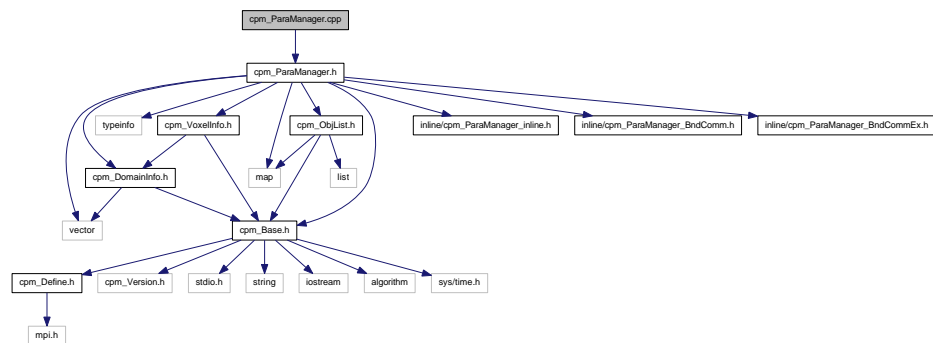 cpm_ParaManager.cpp
cpm_ParaManager.h
typeinfo
cpm_VoxelInfo.h
cpm_ObjList.h
inline/cpm_ParaManager_inline.h
inline/cpm_ParaManager_BndComm.h
inline/cpm_ParaManager_BndCommEx.h
cpm_DomainInfo.h
map
list
vector
cpm_Base.h
cpm_Define.h
cpm_Version.h
stdio.h
string
iostream
algorithm
sys/time.h
mpi.h